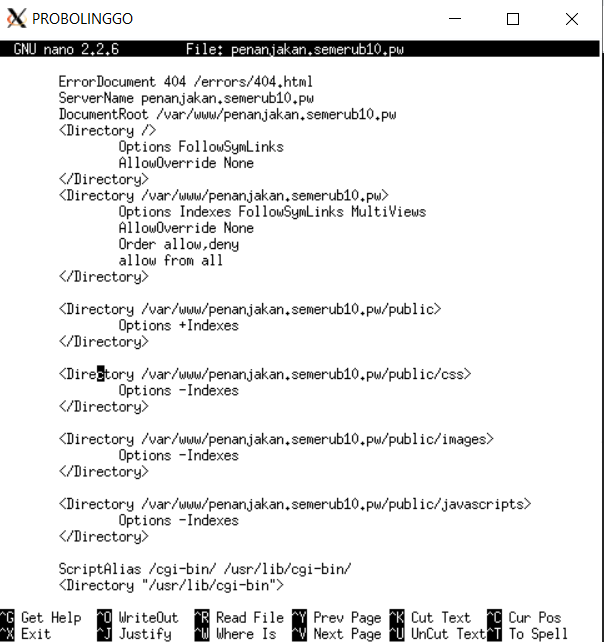 PROBOLINGGO
GNU nano 2.2.6 File: penanjakan.semerub10.pw
ErrorDocument 404 /errors/404.html
ServerName penanjakan.semerub10.pw
DocumentRoot /var/www/penanjakan.semerub10.pw
<Directory />
Options FollowSymLinks
AllowOverride None
</Directory>
<Directory /var/www/penanjakan.semerub10.pw>
Options Indexes FollowSymLinks MultiViews
AllowOverride None
Order allow,deny
allow from all
</Directory>
<Directory /var/www/penanjakan.semerub10.pw/public>
Options +Indexes
</Directory>
<Directory /var/www/penanjakan.semerub10.pw/public/css>
Options -Indexes
</Directory>
<Directory /var/www/penanjakan.semerub10.pw/public/images>
Options -Indexes
</Directory>
<Directory /var/www/penanjakan.semerub10.pw/public/javascripts>
Options -Indexes
</Directory>
ScriptAlias /cgi-bin/ /usr/lib/cgi-bin/
<Directory "/usr/lib/cgi-bin">
^G Get Help ^O WriteOut ^R Read File ^Y Prev Page ^K Cut Text ^C Cur Pos
^X Exit ^J Justify ^W Where Is ^V Next Page ^U UnCut Text ^T To Spell